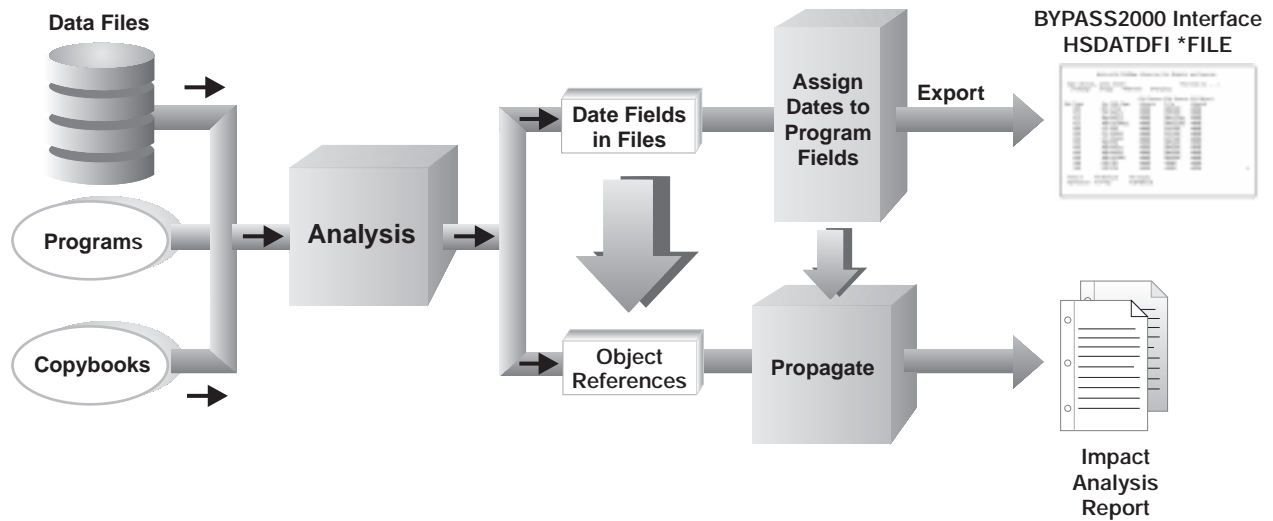 Data Files
BYPASS2000 Interface
HSDATDFI *FILE
Assign
Dates to
Program
Fields
Export
Date Fields
in Files
Programs
Analysis
Copybooks
Object
References
Propagate
Impact
Analysis
Report